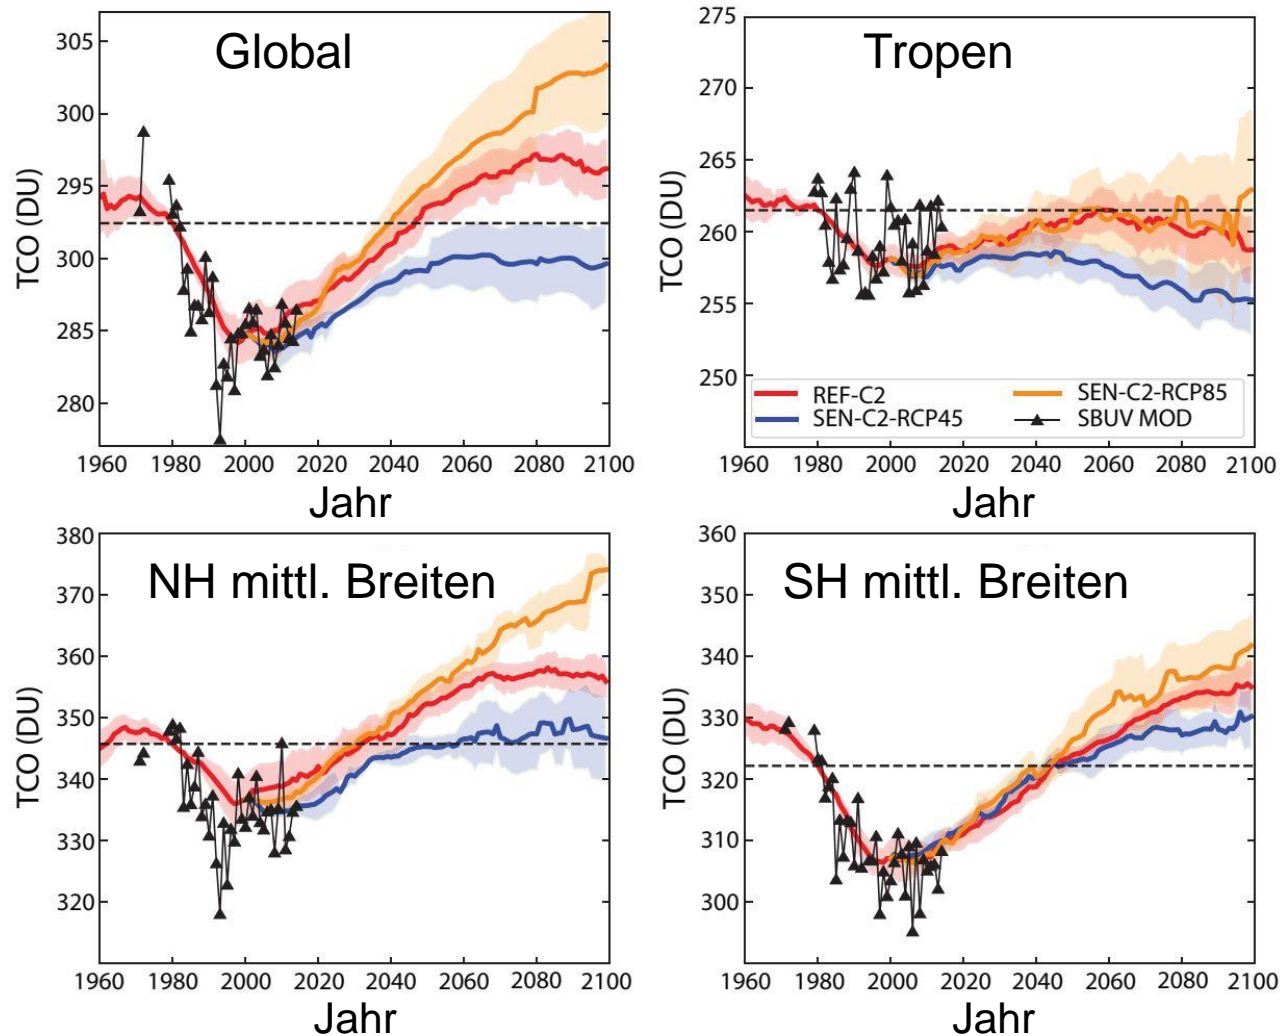 Global
TCO (DU)
305
300
295
290
285
280
1960 1980 2000 2020 2040 2060 2080 2100
Jahr
Tropen
TCO (DU)
275
270
265
260
255
250
REF-C2
SEN-C2-RCP45
SEN-C2-RCP85
SBUV MOD
1960 1980 2000 2020 2040 2060 2080 2100
Jahr
NH mittl. Breiten
TCO (DU)
380
370
360
350
340
330
320
1960 1980 2000 2020 2040 2060 2080 2100
Jahr
SH mittl. Breiten
TCO (DU)
360
350
340
330
320
310
300
1960 1980 2000 2020 2040 2060 2080 2100
Jahr